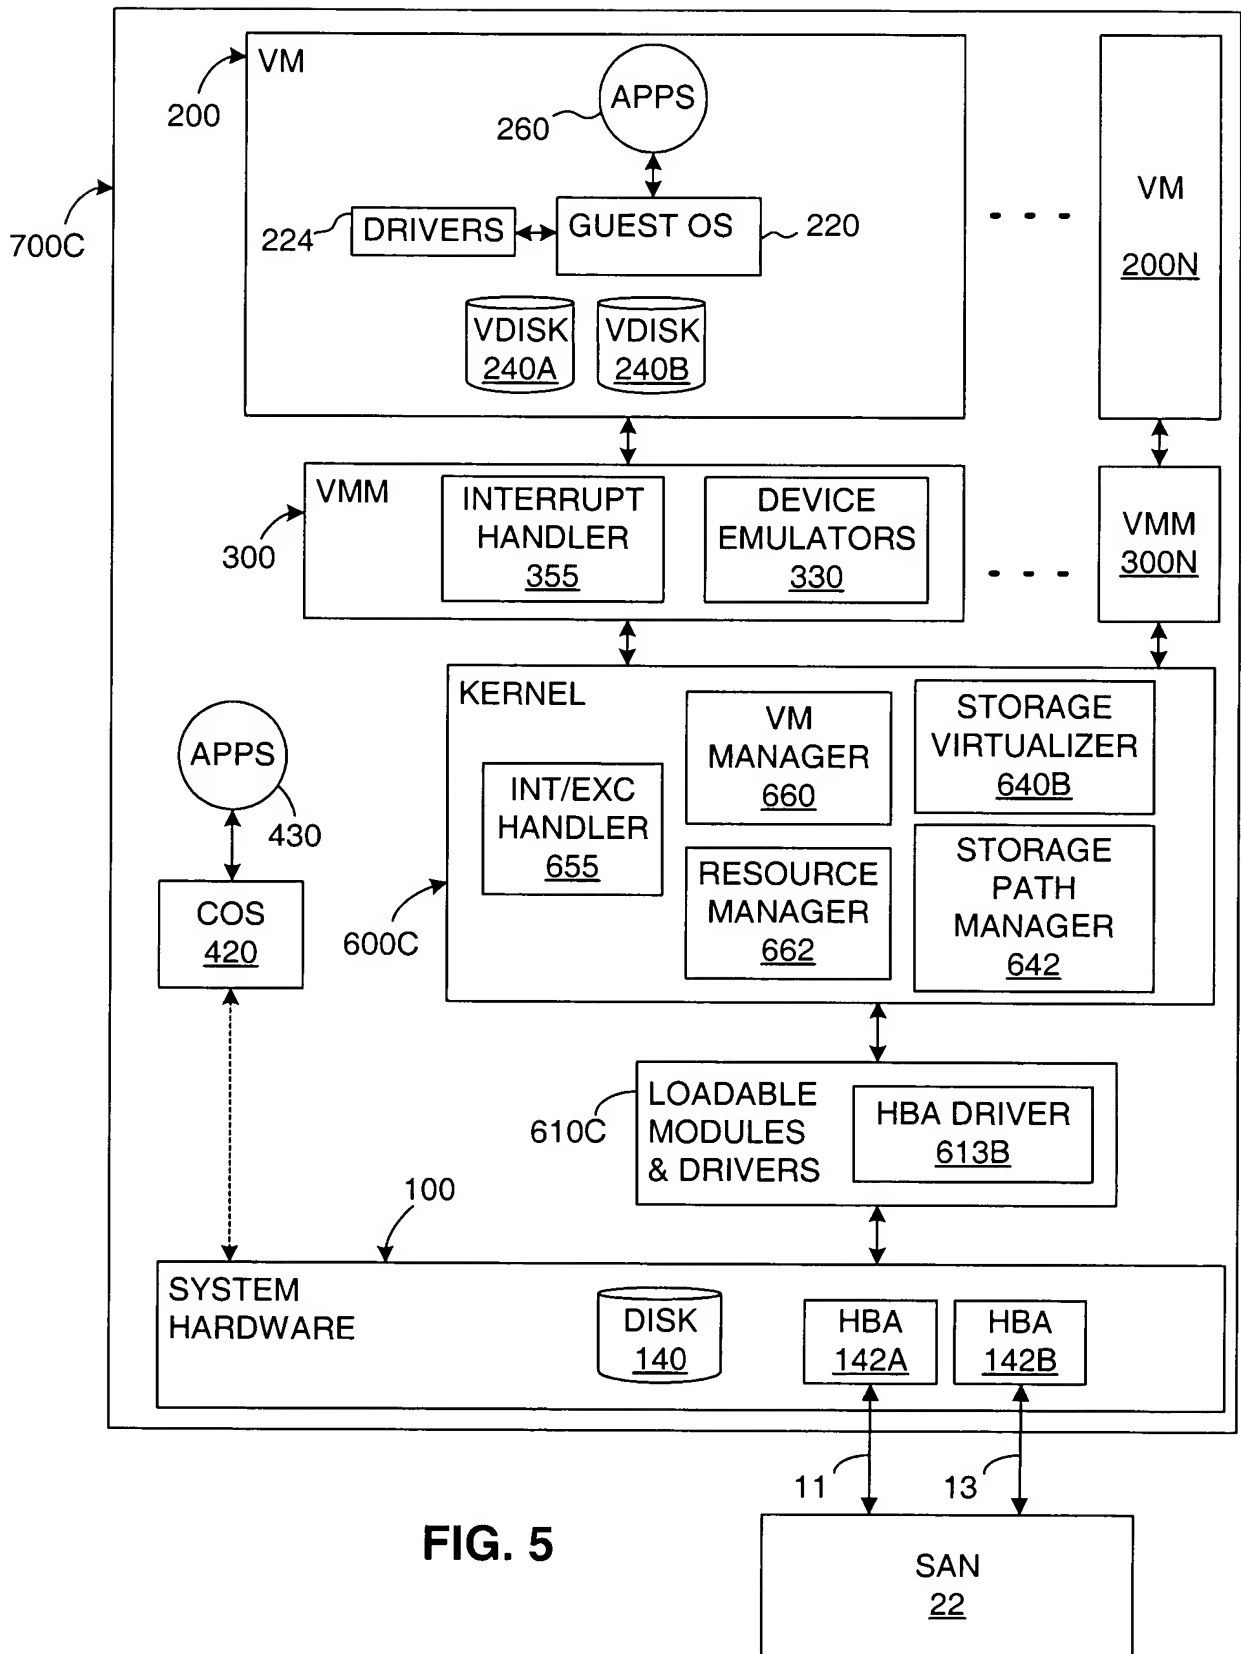 VM
200
APPS
260
700C
224
DRIVERS
GUEST OS
220
VDISK
240A
VDISK
240B
VM
200N
VMM
300
INTERRUPT
HANDLER
355
DEVICE
EMULATORS
330
VMM
300N
KERNEL
600C
INT/EXC
HANDLER
655
VM
MANAGER
660
RESOURCE
MANAGER
662
STORAGE
VIRTUALIZER
640B
STORAGE
PATH
MANAGER
642
APPS
430
COS
420
610C
LOADABLE
MODULES
& DRIVERS
HBA DRIVER
613B
100
SYSTEM
HARDWARE
DISK
140
HBA
142A
HBA
142B
11
13
FIG. 5
SAN
22